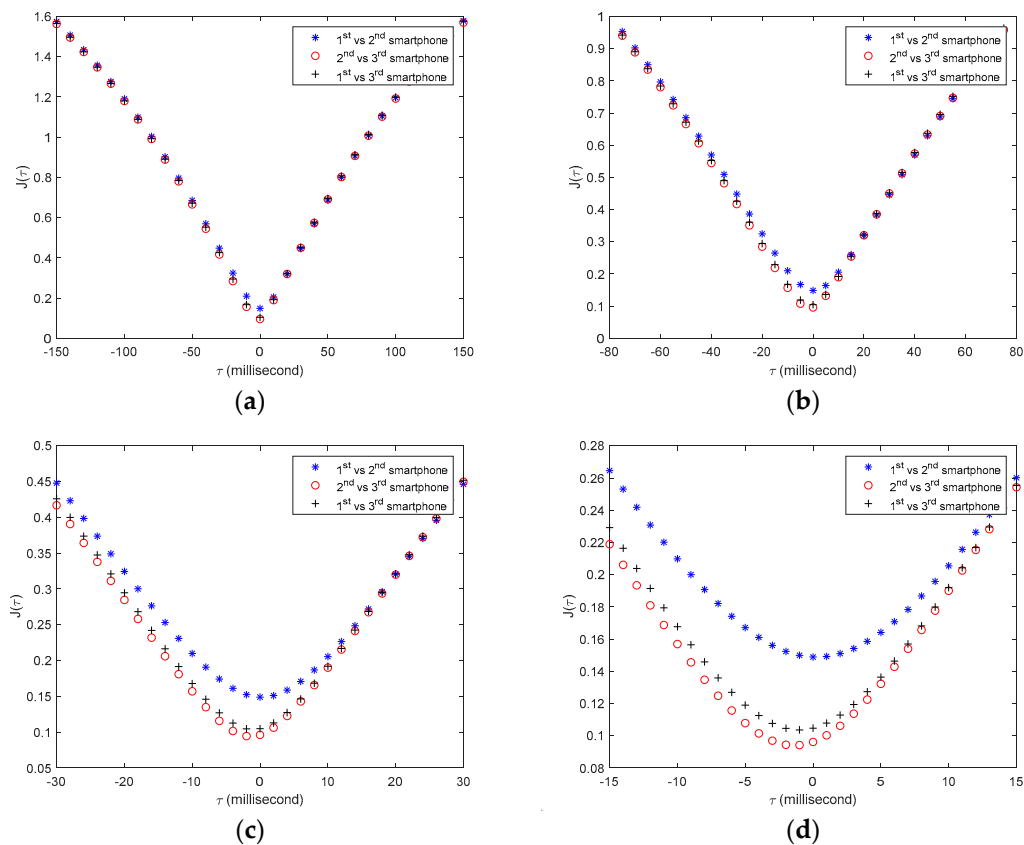 1.6
1.4
1.2
1
0.8
0.6
0.4
0.2
0
J(τ)
-150 -100 -50 0 50 100 150
τ (millisecond)
1st vs 2nd smartphone
2nd vs 3rd smartphone
1st vs 3rd smartphone
(a)
1
0.9
0.8
0.7
0.6
0.5
0.4
0.3
0.2
0.1
0
J(τ)
-80 -60 -40 -20 0 20 40 60 80
τ (millisecond)
1st vs 2nd smartphone
2nd vs 3rd smartphone
1st vs 3rd smartphone
(b)
0.5
0.45
0.4
0.35
0.3
0.25
0.2
0.15
0.1
0.05
J(τ)
-30 -20 -10 0 10 20 30
τ (millisecond)
1st vs 2nd smartphone
2nd vs 3rd smartphone
1st vs 3rd smartphone
(c)
0.28
0.26
0.24
0.22
0.2
0.18
0.16
0.14
0.12
0.1
0.08
J(τ)
-15 -10 -5 0 5 10 15
τ (millisecond)
1st vs 2nd smartphone
2nd vs 3rd smartphone
1st vs 3rd smartphone
(d)